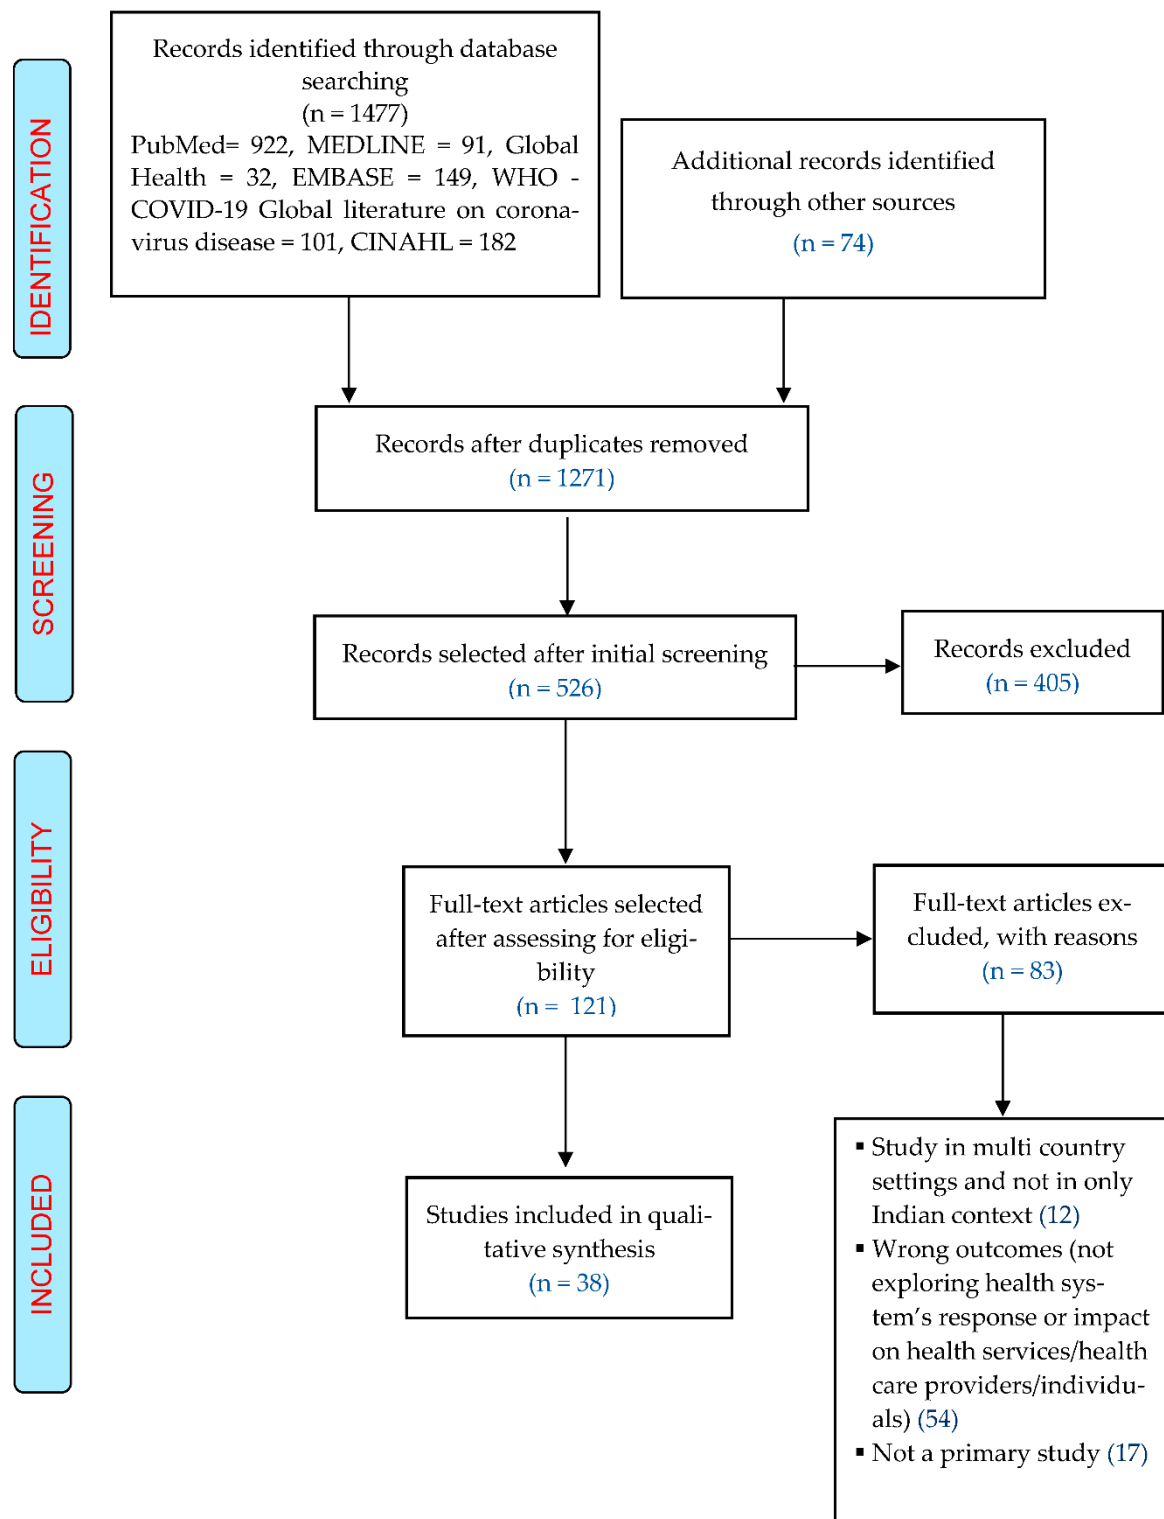 IDENTIFICATION
Records identified through database
searching
(n = 1477)
PubMed= 922, MEDLINE = 91, Global
Health = 32, EMBASE = 149, WHO -
COVID-19 Global literature on corona-
virus disease = 101, CINAHL = 182
Additional records identified
through other sources
(n = 74)
SCREENING
Records after duplicates removed
(n = 1271)
Records selected after initial screening
(n = 526)
Records excluded
(n = 405)
ELIGIBILITY
Full-text articles selected
after assessing for eligi-
bility
(n = 121)
Full-text articles ex-
cluded, with reasons
(n = 83)
INCLUDED
Studies included in quali-
tative synthesis
(n = 38)
▪ Study in multi country
settings and not in only
Indian context (12)
▪ Wrong outcomes (not
exploring health sys-
tem’s response or impact
on health services/health
care providers/individu-
als) (54)
▪ Not a primary study (17)